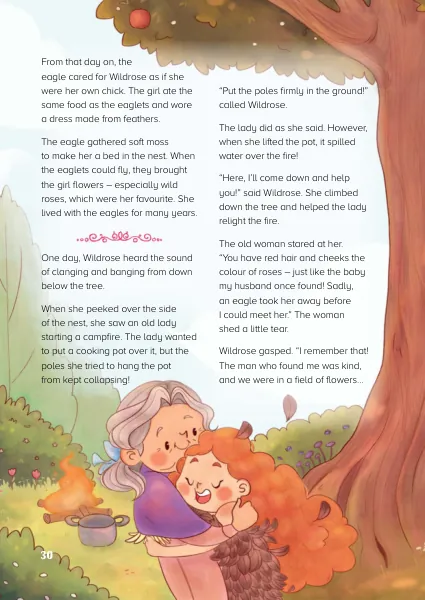 From that day on, the
eagle cared for Wildrose as if she
were her own chick. The girl ate the
same food as the eaglets and wore
a dress made from feathers.
The eagle gathered soft moss
to make her a bed in the nest. When
the eaglets could fly, they brought
the girl flowers – especially wild
roses, which were her favourite. She
lived with the eagles for many years.
One day, Wildrose heard the sound
of clanging and banging from down
below the tree.
When she peeked over the side
of the nest, she saw an old lady
starting a campfire. The lady wanted
to put a cooking pot over it, but the
poles she tried to hang the pot
from kept collapsing!
“Put the poles firmly in the ground!”
called Wildrose.
The lady did as she said. However,
when she lifted the pot, it spilled
water over the fire!
“Here, I’ll come down and help
you!” said Wildrose. She climbed
down the tree and helped the lady
relight the fire.
The old woman stared at her.
“You have red hair and cheeks the
colour of roses – just like the baby
my husband once found! Sadly,
an eagle took her away before
I could meet her.” The woman
shed a little tear.
Wildrose gasped. “I remember that!
The man who found me was kind,
and we were in a field of flowers...
30